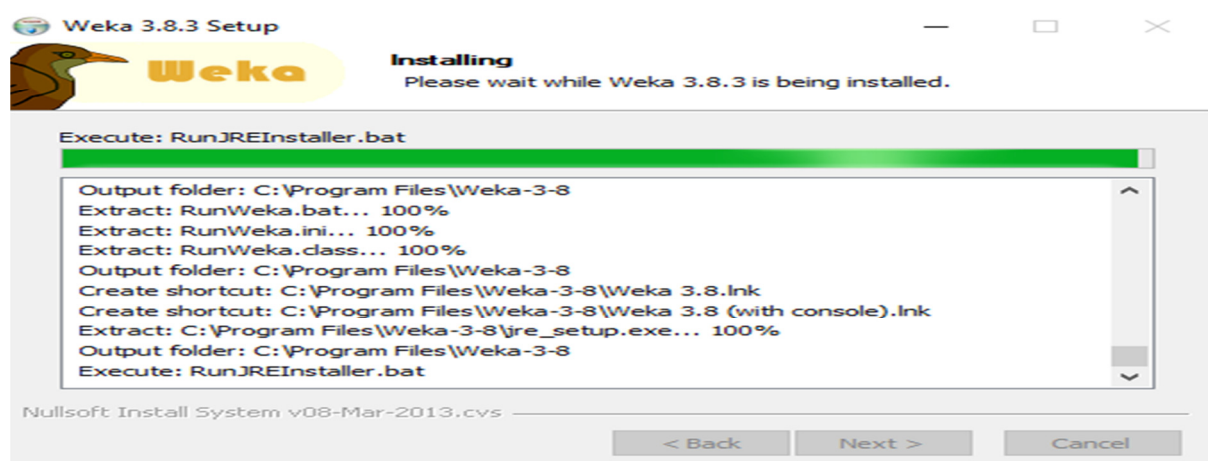 Weka 3.8.3 Setup
Weka
Installing
Please wait while Weka 3.8.3 is being installed.
Execute: RunJREInstaller.bat
Output folder: C:\Program Files\Weka-3-8
Extract: RunWeka.bat... 100%
Extract: RunWeka.ini... 100%
Extract: RunWeka.class... 100%
Output folder: C:\Program Files\Weka-3-8
Create shortcut: C:\Program Files\Weka-3-8\Weka 3.8.lnk
Create shortcut: C:\Program Files\Weka-3-8\Weka 3.8 (with console).lnk
Extract: C:\Program Files\Weka-3-8\jre_setup.exe... 100%
Output folder: C:\Program Files\Weka-3-8
Execute: RunJREInstaller.bat
Nullsoft Install System v08-Mar-2013.cvs
< Back Next > Cancel